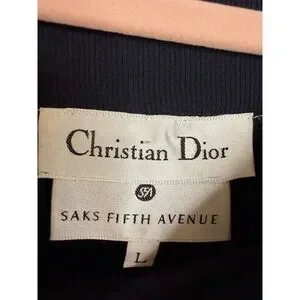 Christian Dior
SFA
SAKS FIFTH AVENUE
L